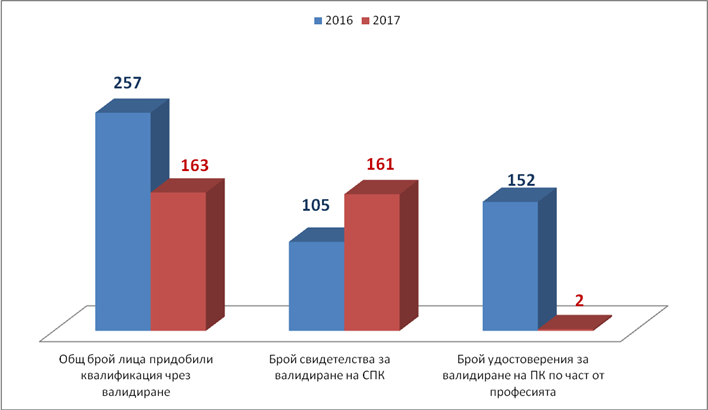 2016 2017
257
163
105
161
152
2
Общ брой лица придобили
квалификация чрез
валидиране
Брой свидетелства за
валидиране на СПК
Брой удостоверения за
валидиране на ПК по част от
професията